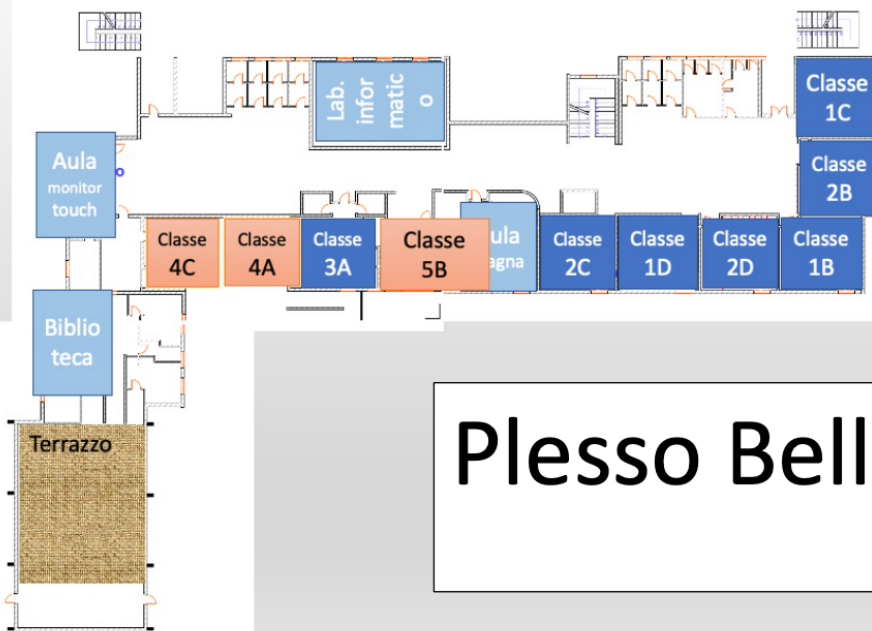 Lab.
infor
matic
o
Classe
1C
Aula
monitor
touch
o
Classe
2B
Classe
4C
Classe
4A
Classe
3A
Classe
5B
ula
agna
Classe
2C
Classe
1D
Classe
2D
Classe
1B
Biblio
teca
Terrazzo
Plesso Bell